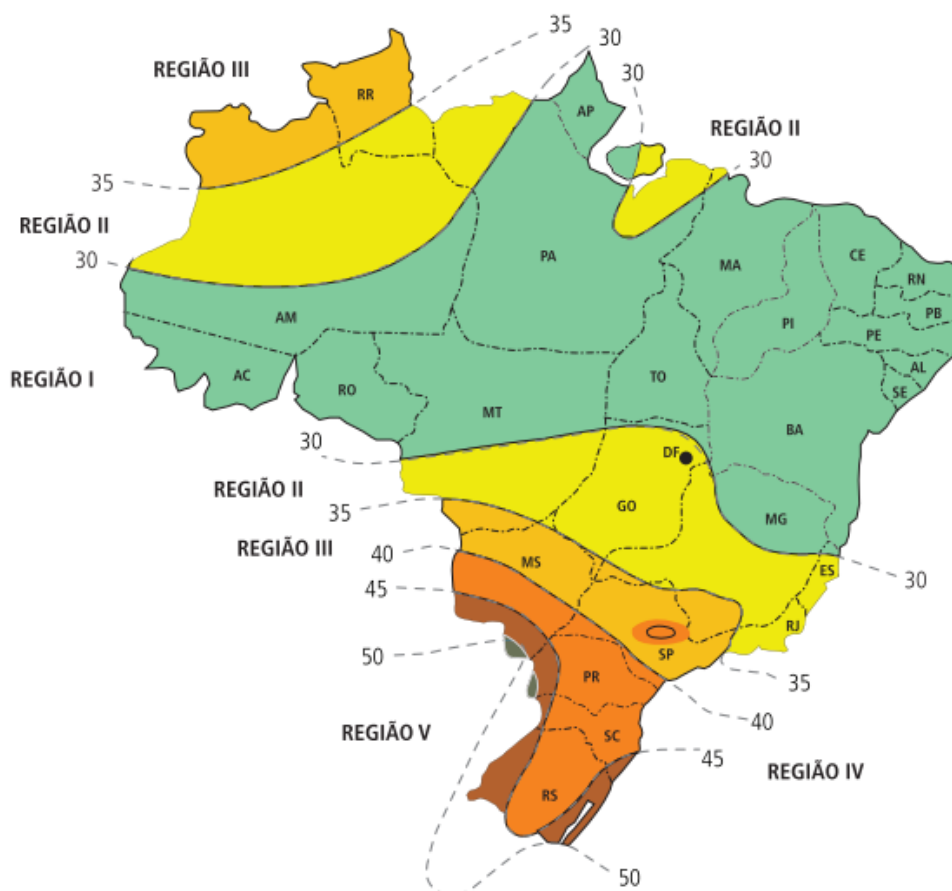 35
30
REGIÃO III
30
RR
AP
REGIÃO II
30
35
REGIÃO II
30
PA
MA
CE
RN
PB
PI
PE
AM
AL
REGIÃO I
AC
RO
TO
SE
MT
BA
30
DF
REGIÃO II
GO
35
MG
REGIÃO III
40
MS
ES
30
45
RJ
SP
50
PR
35
40
REGIÃO V
SC
45
REGIÃO IV
RS
50